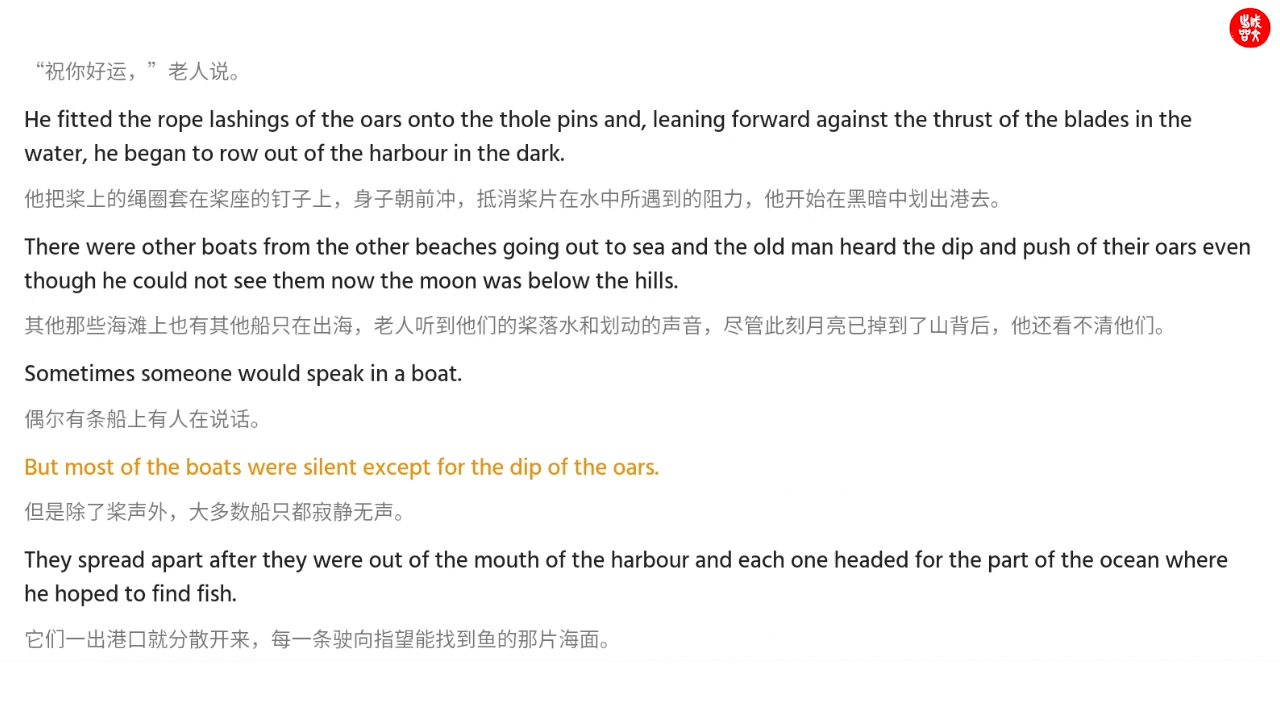 “祝你好运，”老人说。
He fitted the rope lashings of the oars onto the thole pins and, leaning forward against the thrust of the blades in the
water, he began to row out of the harbour in the dark.
他把桨上的绳圈套在桨座的钉子上，身子朝前冲，抵消桨片在水中所遇到的阻力，他开始在黑暗中划出港去。
There were other boats from the other beaches going out to sea and the old man heard the dip and push of their oars even
though he could not see them now the moon was below the hills.
其他那些海滩上也有其他船只在出海，老人听到他们的桨落水和划动的声音，尽管此刻月亮已掉到了山背后，他还看不清他们。
Sometimes someone would speak in a boat.
偶尔有条船上有人在说话。
But most of the boats were silent except for the dip of the oars.
但是除了桨声外，大多数船只都寂静无声。
They spread apart after they were out of the mouth of the harbour and each one headed for the part of the ocean where
he hoped to find fish.
它们一出港口就分散开来，每一条驶向指望能找到鱼的那片海面。